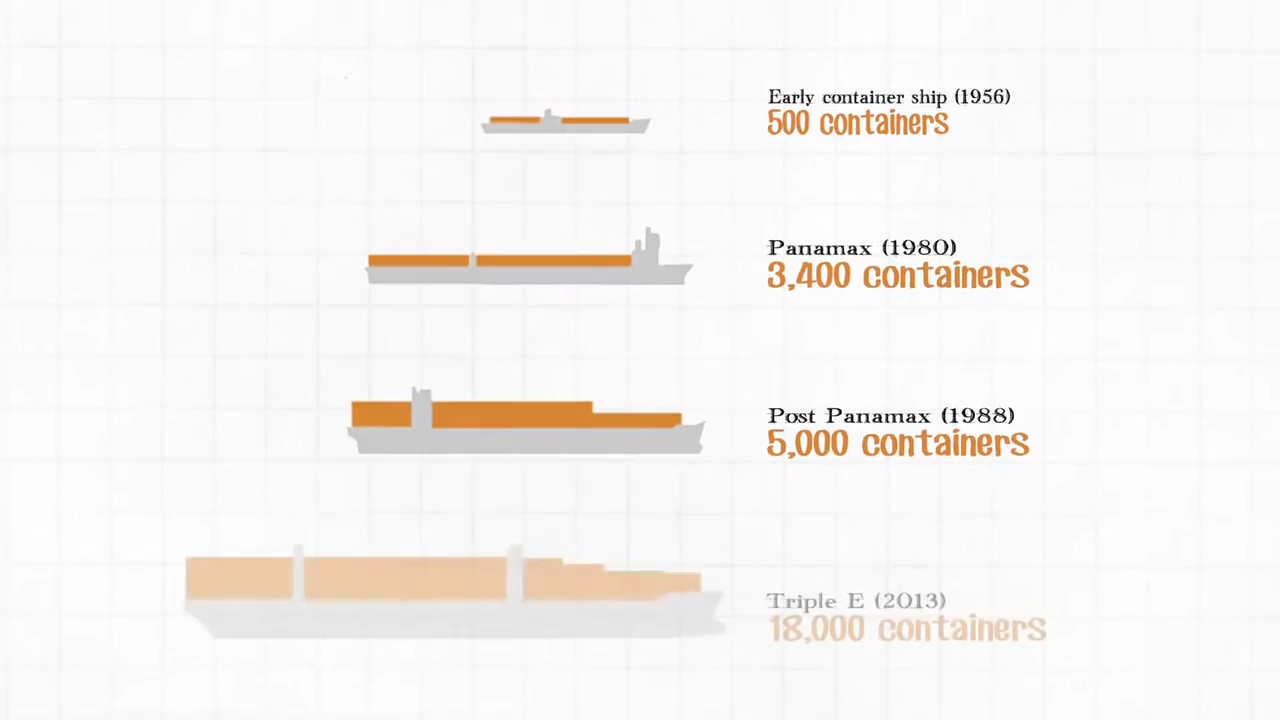 Early container ship (1956)
500 containers
Panamax (1980)
3,400 containers
Post Panamax (1988)
5,000 containers
Triple E (2013)
18,000 containers